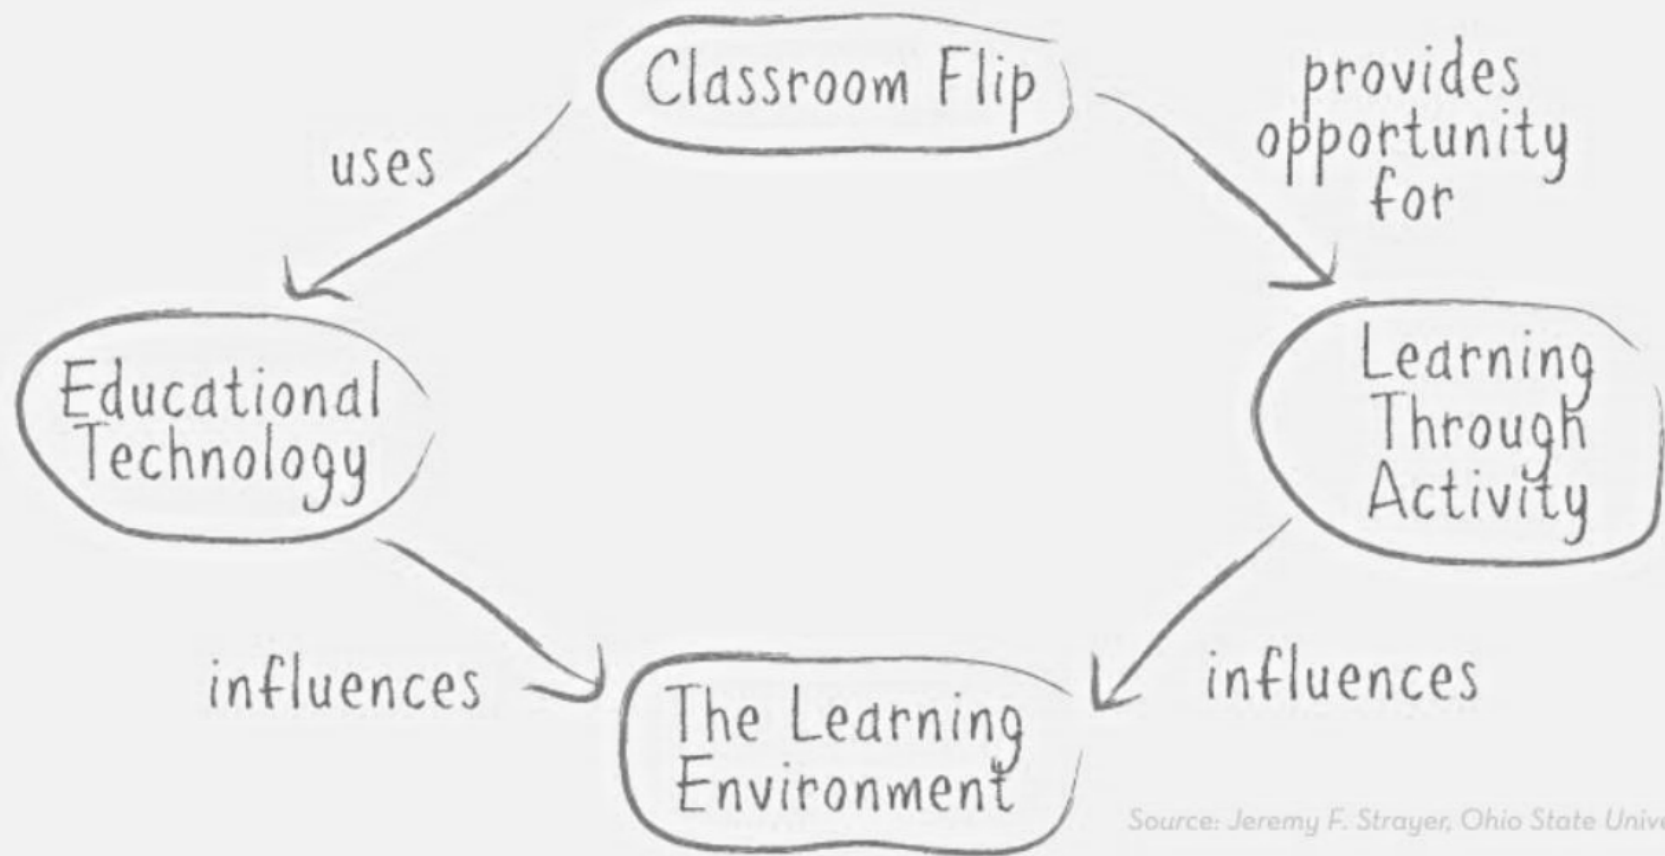 Classroom Flip
uses
provides
opportunity
for
Educational
Technology
Learning
Through
Activity
influences
influences
The Learning
Environment
Source: Jeremy F. Strayer, Ohio State Unive